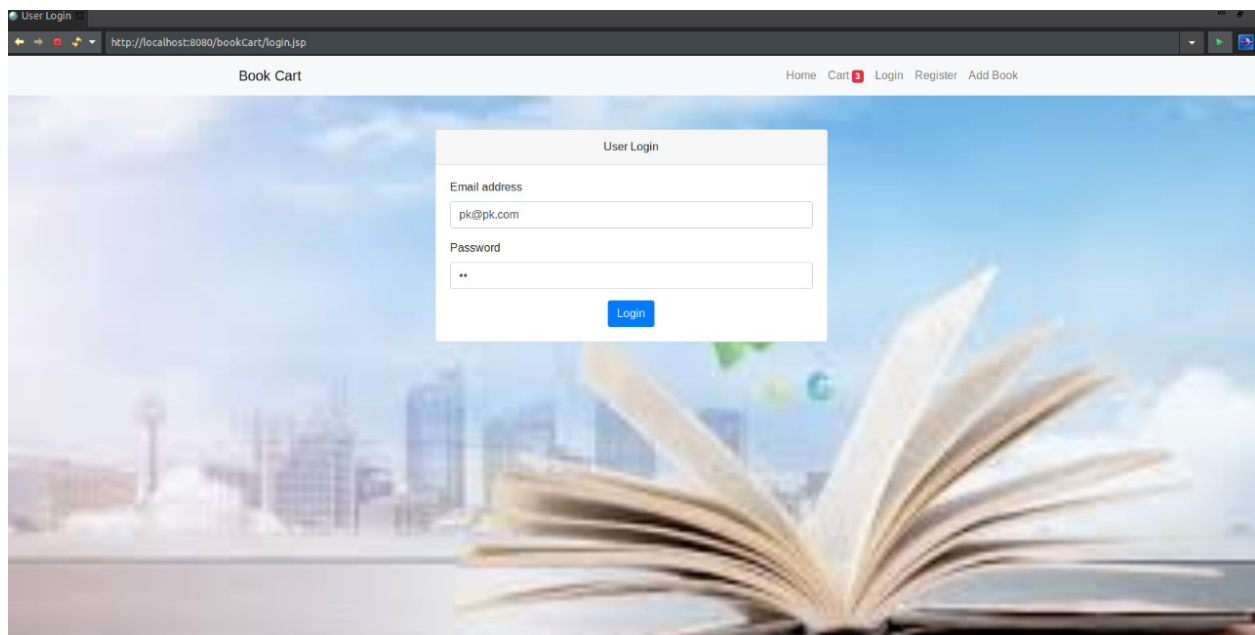 User Login
http://localhost:8080/bookCart/login.jsp
Book Cart
Home Cart 3 Login Register Add Book
User Login
Email address
pk@pk.com
Password
••
Login